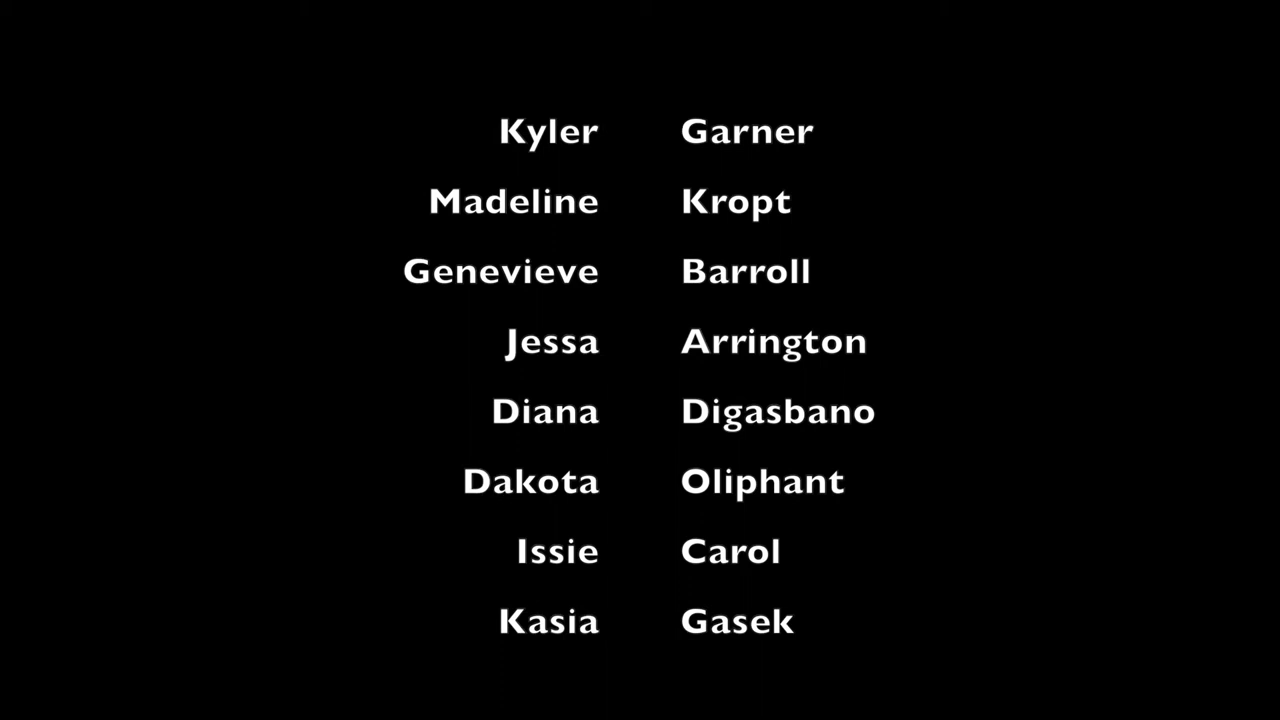 Kyler Garner
Madeline Kropt
Genevieve Barroll
Jessa Arrington
Diana Digasbano
Dakota Oliphant
Issie Carol
Kasia Gasek